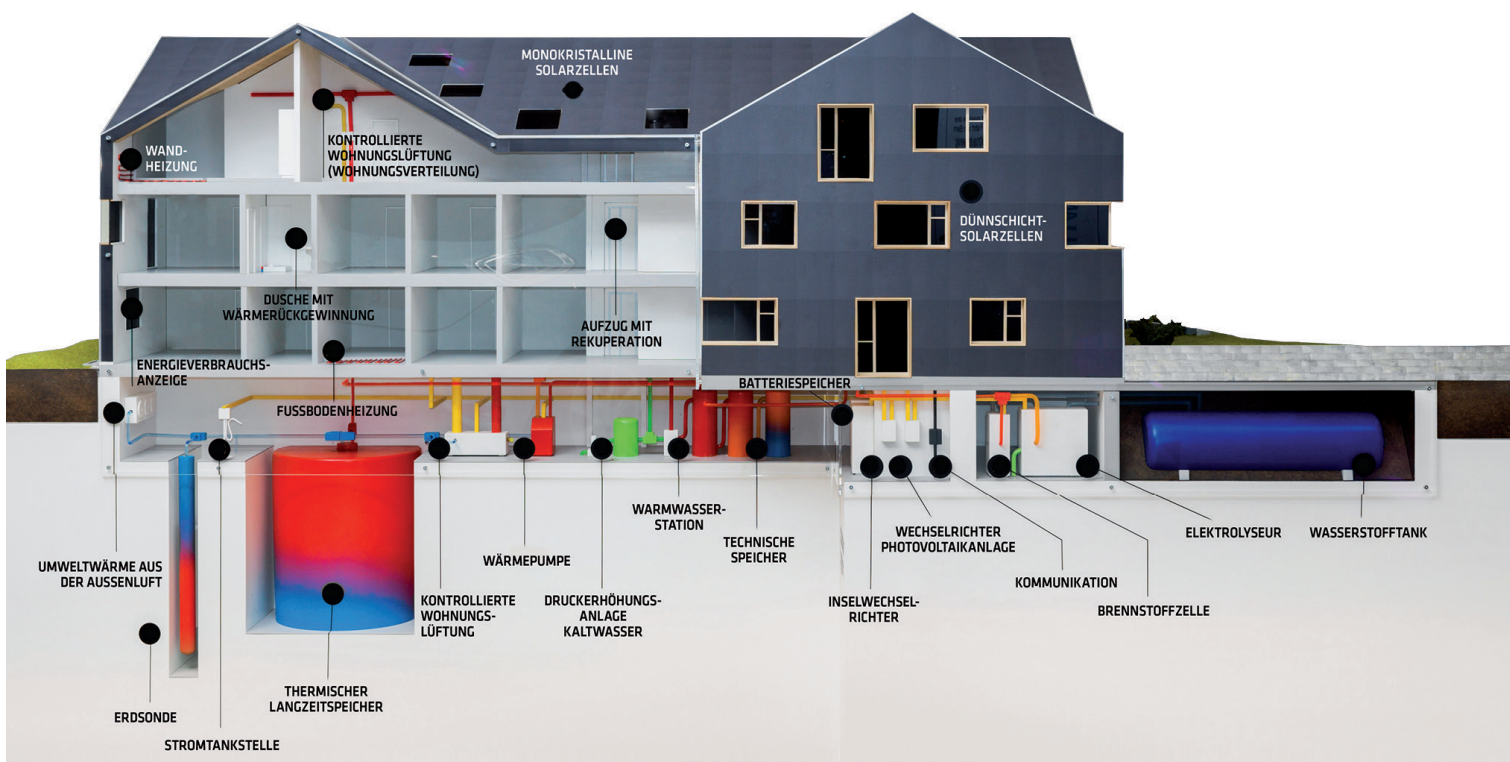 MONOKRISTALLINE
SOLARZELLEN
WAND-
HEIZUNG
KONTROLLIERTE
WOHNUNGSLÜFTUNG
(WOHNUNGSVERTEILUNG)
DÜNNSCHICHT-
SOLARZELLEN
DUSCHE MIT
WÄRMERÜCKGEWINNUNG
AUFZUG MIT
REKUPERATION
ENERGIEVERBRAUCHS-
ANZEIGE
FUSSBODENHEIZUNG
BATTERIESPEICHER
UMWELTWÄRME AUS
DER AUSSENLUFT
WÄRMEPUMPE
WARMWASSER-
STATION
TECHNISCHE
SPEICHER
WECHSELRICHTER
PHOTOVOLTAIKANLAGE
ELEKTROLYSEUR
WASSERSTOFFTANK
KONTROLLIERTE
WOHNUNGS-
LÜFTUNG
DRUCKERHÖHUNGS-
ANLAGE
KALTWASSER
INSELWECHSEL-
RICHTER
KOMMUNIKATION
BRENNSTOFFZELLE
THERMISCHER
LANGZEITSPEICHER
ERDSONDE
STROMTANKSTELLE